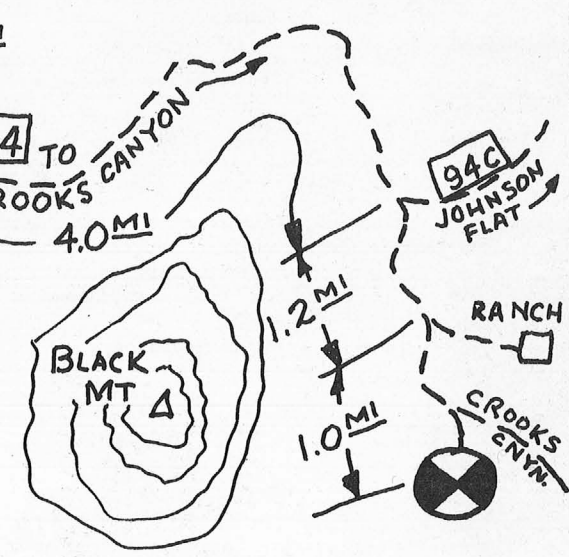 4 TO
CROOKS CANYON
4.0 MI
94C
JOHNSON
FLAT
1.2 MI
RANCH
BLACK
MT
1.0 MI
CROOKS
CNYN.